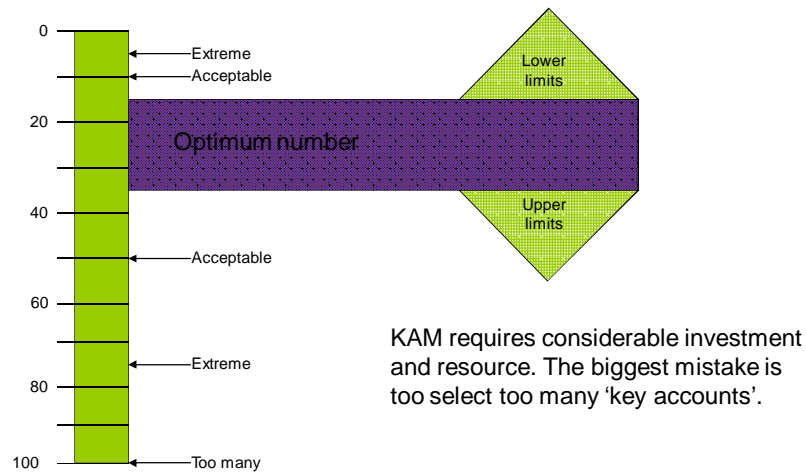 0
Extreme
Acceptable
Lower
limits
20
Optimum number
40
Upper
limits
Acceptable
60
KAM requires considerable investment
and resource. The biggest mistake is
too select too many ‘key accounts’.
Extreme
80
100
Too many